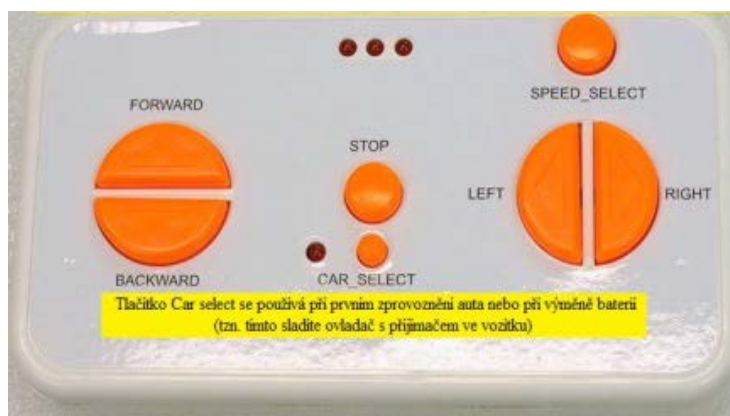 SPEED_SELECT
FORWARD
STOP
LEFT
RIGHT
BACKWARD
CAR_SELECT
Tlačítko Car select se používá při prvním zprovoznění auta nebo při výměně baterií
(tzn. tímto sladíte ovladač s přijímačem ve vozítku)